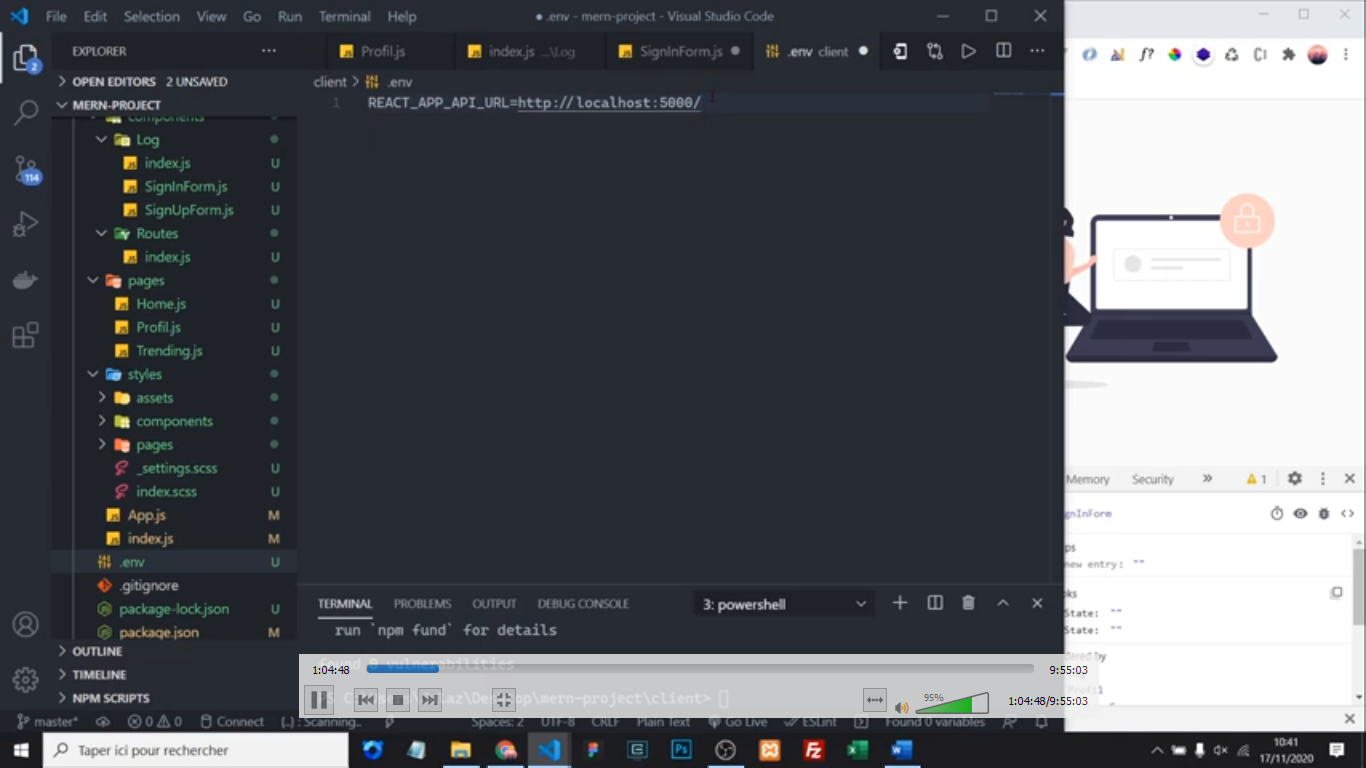 File Edit Selection View Go Run Terminal Help
● .env - mern-project - Visual Studio Code
EXPLORER
Profil.js
index.js ...\Log
SignInForm.js
.env client
OPEN EDITORS 2 UNSAVED
client > .env
MERN-PROJECT
1 REACT_APP_API_URL=http://localhost:5000/
components
Log
index.js U
SignInForm.js U
SignUpForm.js U
Routes
index.js U
pages
Home.js U
Profil.js U
Trending.js U
styles
assets
components
pages
_settings.scss U
index.scss U
App.js M
index.js M
.env U
.gitignore
package-lock.json U
package.json M
OUTLINE
TIMELINE
NPM SCRIPTS
2
114
TERMINAL PROBLEMS OUTPUT DEBUG CONSOLE
3: powershell
run `npm fund` for details
found 0 vulnerabilities
\mern-project\client>
1:04:48
9:55:03
95%
1:04:48/9:55:03
master*
0 0
Connect
Scanning..
Spaces: 2 UTF-8 CRLF Plain Text Go Live ESLint Found 0 variables
f?
Memory Security
1
gnInForm
ps
new entry: ""
oks
State: ""
State: ""
dered by
Profil
Taper ici pour rechercher
10:41
17/11/2020